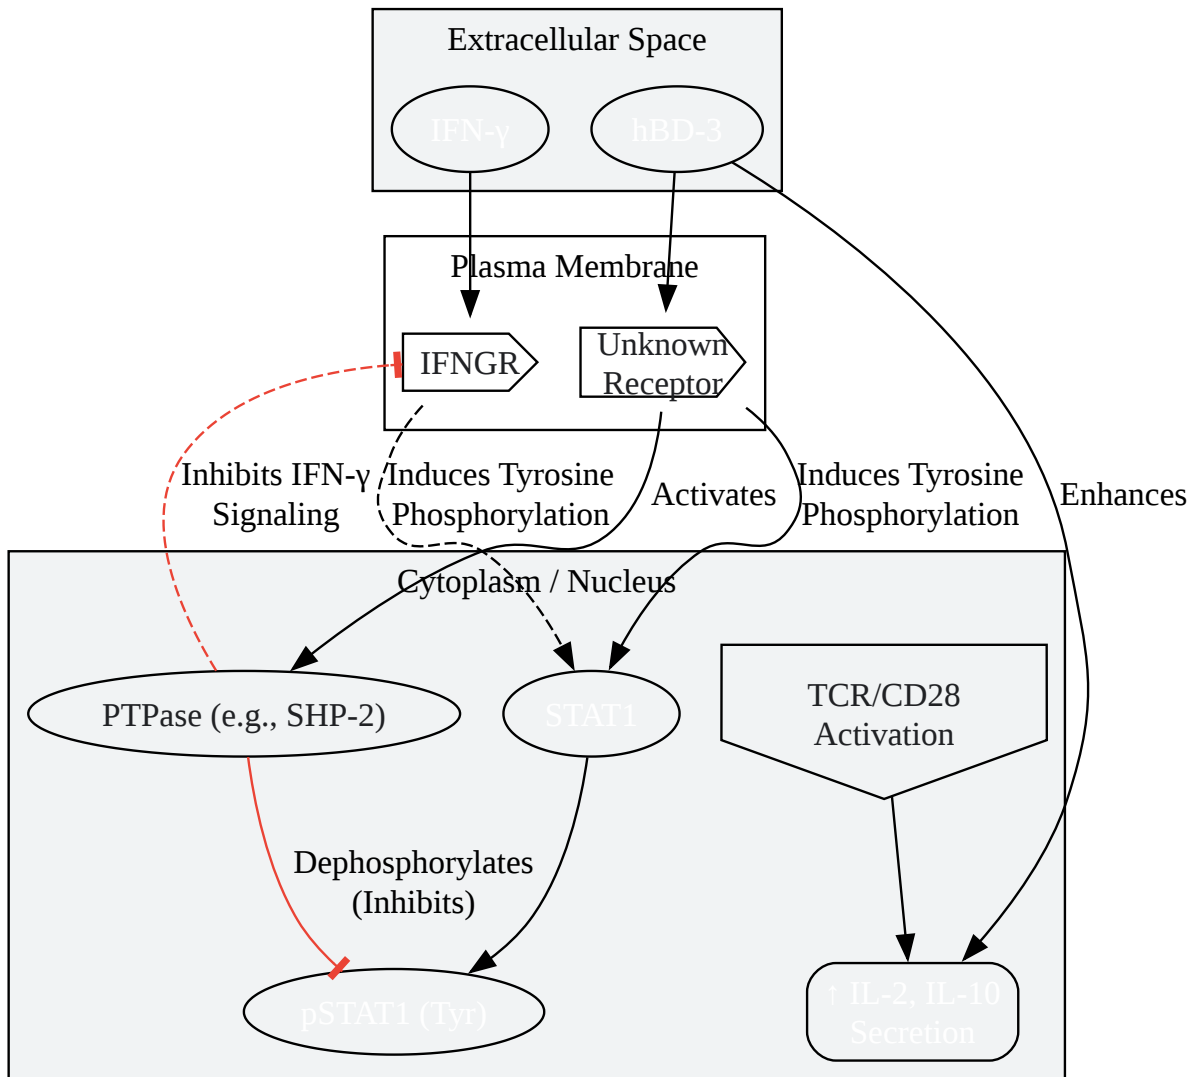 Extracellular Space
IFN-γ
hBD-3
Plasma Membrane
IFNGR
Unknown
Receptor
Inhibits IFN-γ
Signaling
Induces Tyrosine
Phosphorylation
Activates
Induces Tyrosine
Phosphorylation
Enhances
Cytoplasm / Nucleus
PTPase (e.g., SHP-2)
STAT1
TCR/CD28
Activation
Dephosphorylates
(Inhibits)
pSTAT1 (Tyr)
↑ IL-2, IL-10
Secretion